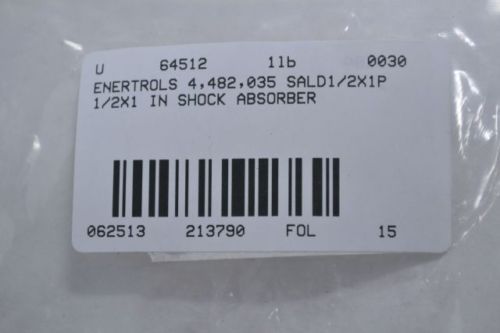 U 64512 1lb 0030
ENERTROLS 4,482,035 SALD1/2X1P
1/2X1 IN SHOCK ABSORBER
062513 213790 FOL 15